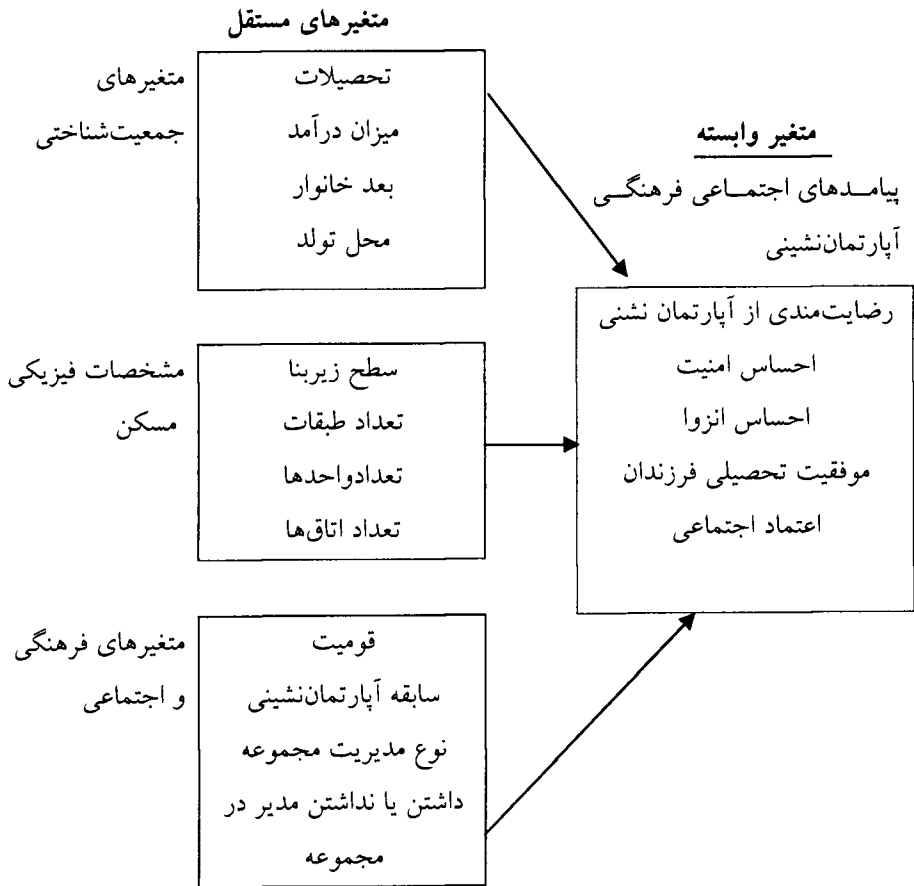 متغیرهای مستقل
متغیرهای
جمعیت‌شناختی
تحصیلات
میزان درآمد
بعد خانوار
محل تولد
مشخصات فیزیکی
مسکن
سطح زیربنا
تعداد طبقات
تعدادواحدها
تعداد اتاق‌ها
متغیرهای فرهنگی
و اجتماعی
قومیت
سابقه آپارتمان‌نشینی
نوع مدیریت مجموعه
داشتن یا نداشتن مدیر در
مجموعه
متغیر وابسته
پیامدهای اجتماعی فرهنگی
آپارتمان‌نشینی
رضایت‌مندی از آپارتمان نشنی
احساس امنیت
احساس انزوا
موفقیت تحصیلی فرزندان
اعتماد اجتماعی